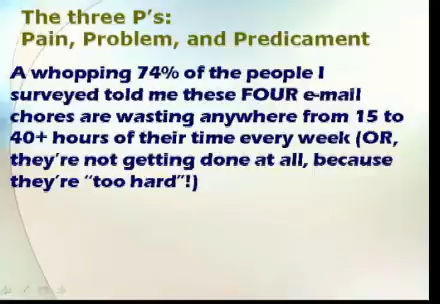 The three P's:
Pain, Problem, and Predicament
A whopping 74% of the people I
surveyed told me these FOUR e-mail
chores are wasting anywhere from 15 to
40+ hours of their time every week (OR,
they're not getting done at all, because
they're “too hard”!)